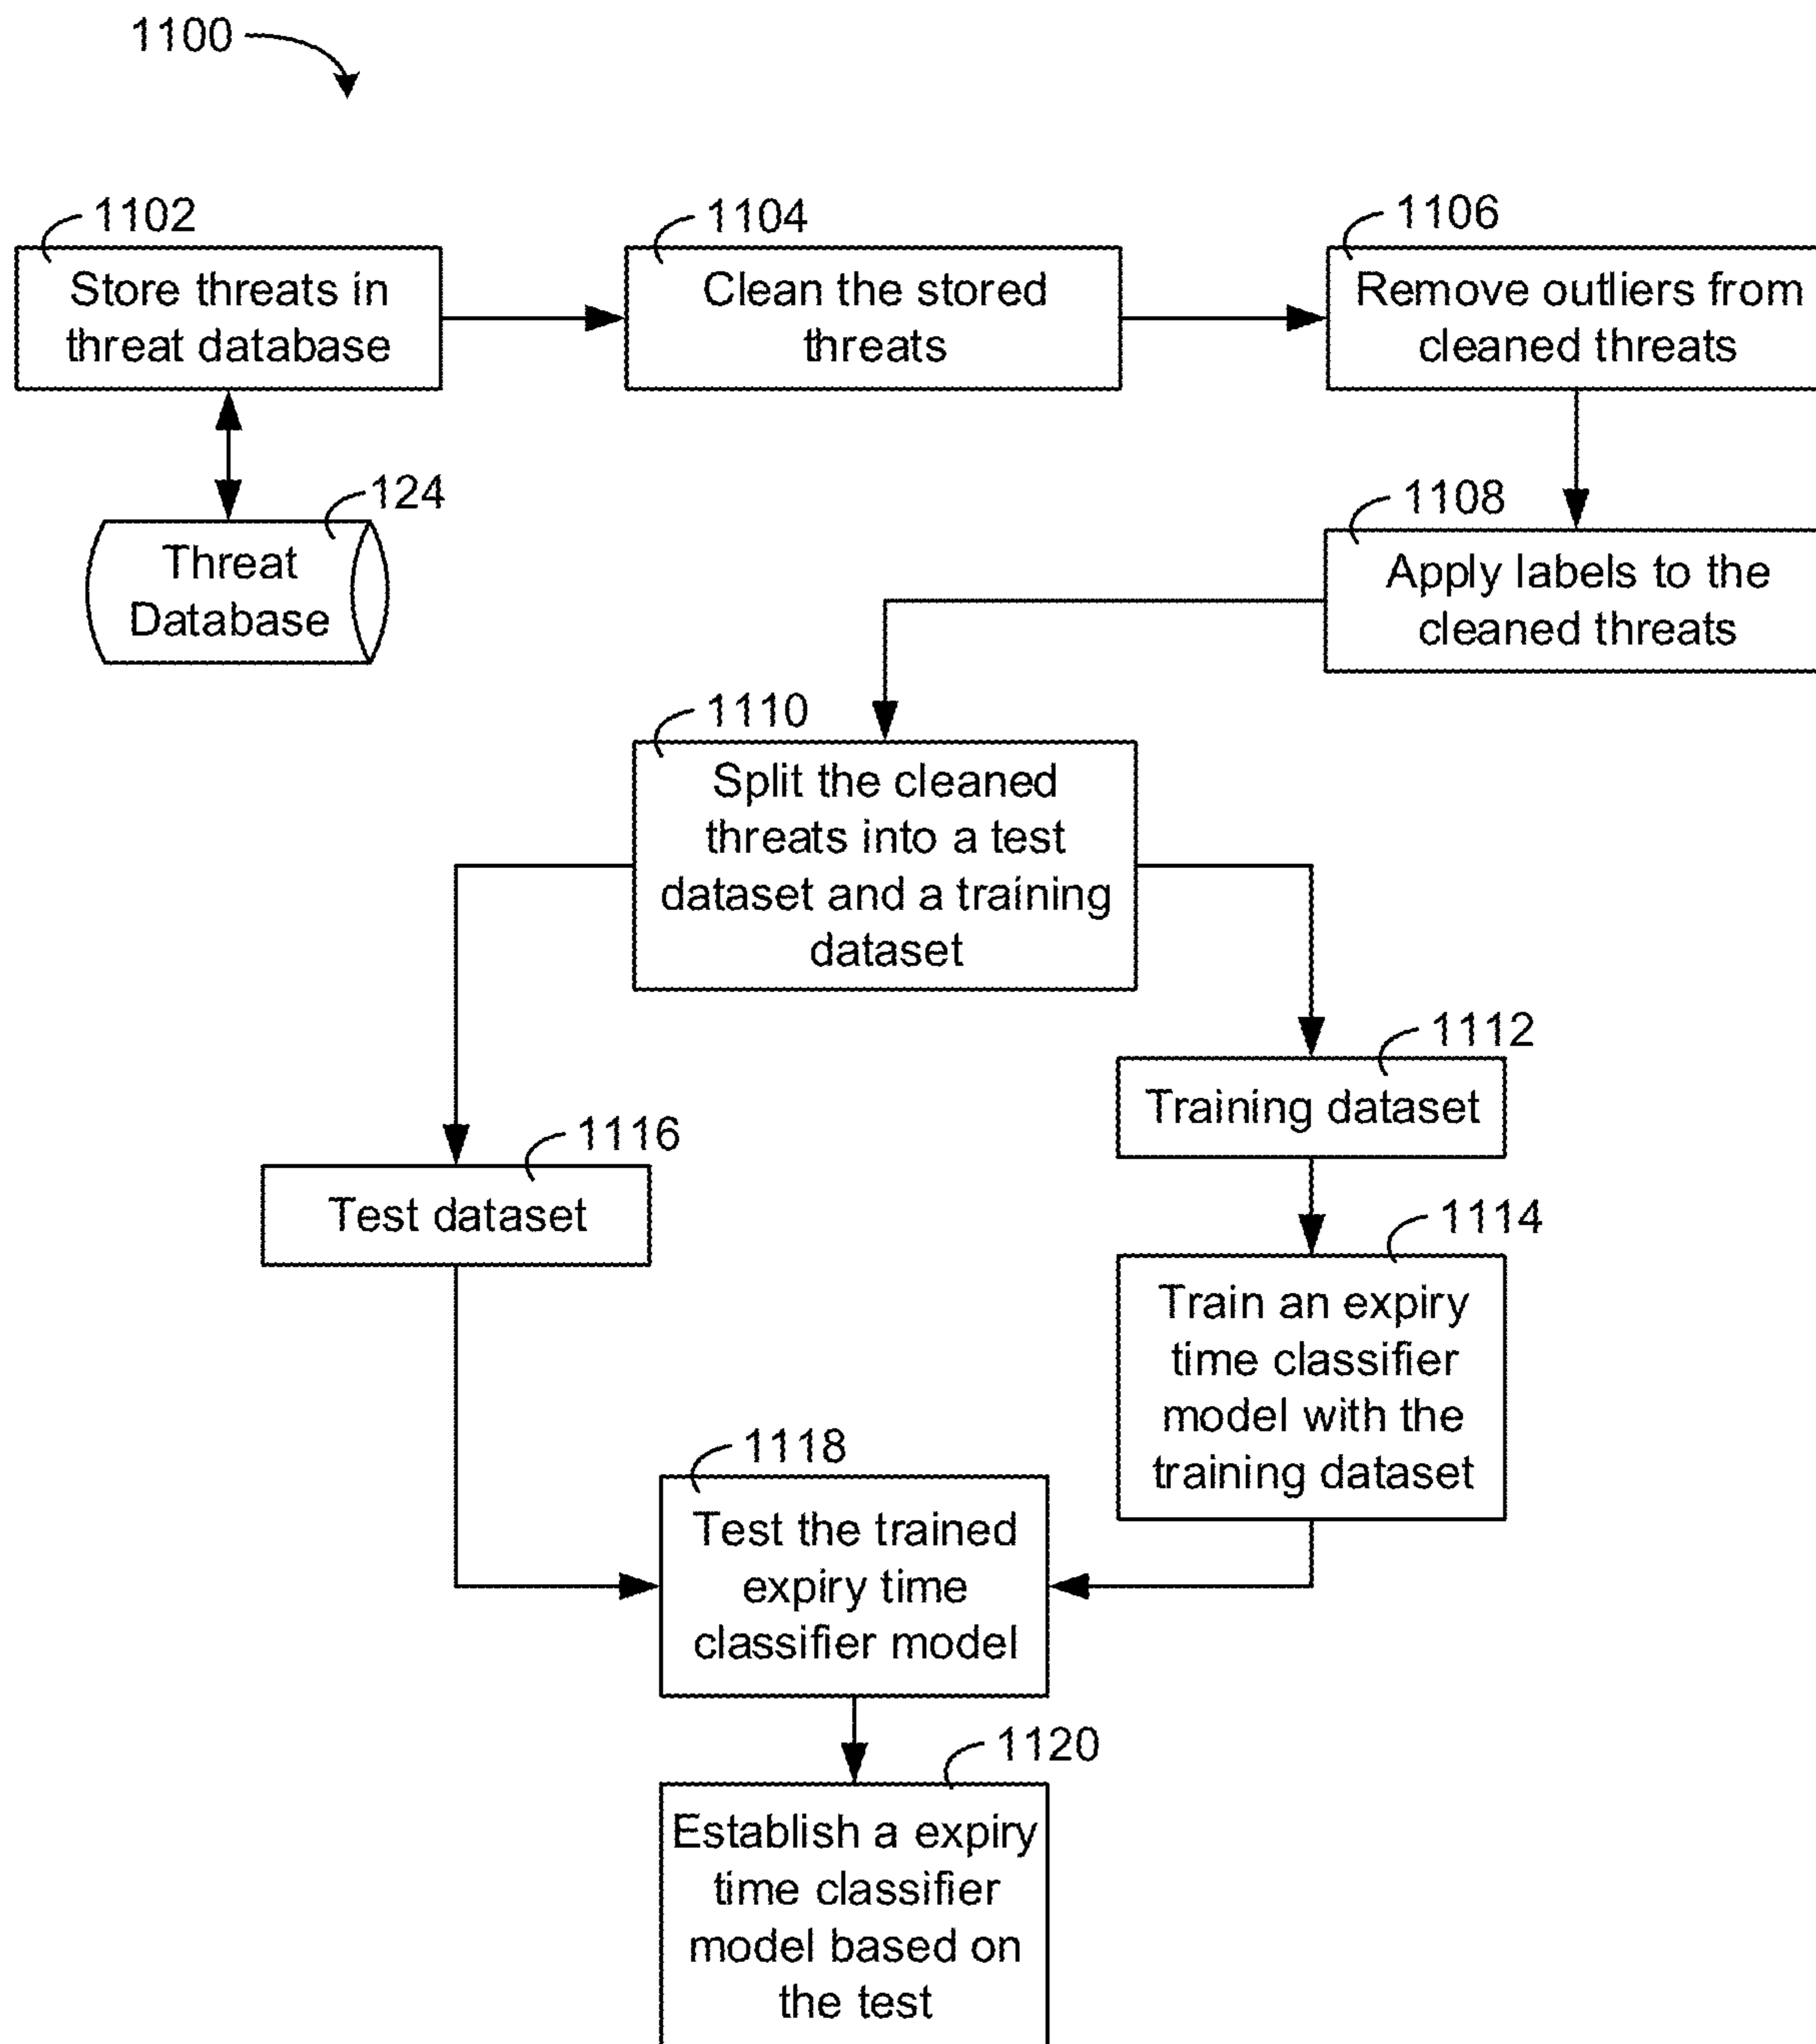 1100
1102
Store threats in
threat database
1104
Clean the stored
threats
1106
Remove outliers from
cleaned threats
124
Threat
Database
1108
Apply labels to the
cleaned threats
1110
Split the cleaned
threats into a test
dataset and a training
dataset
1112
Training dataset
1116
Test dataset
1114
Train an expiry
time classifier
model with the
training dataset
1118
Test the trained
expiry time
classifier model
1120
Establish a expiry
time classifier
model based on
the test